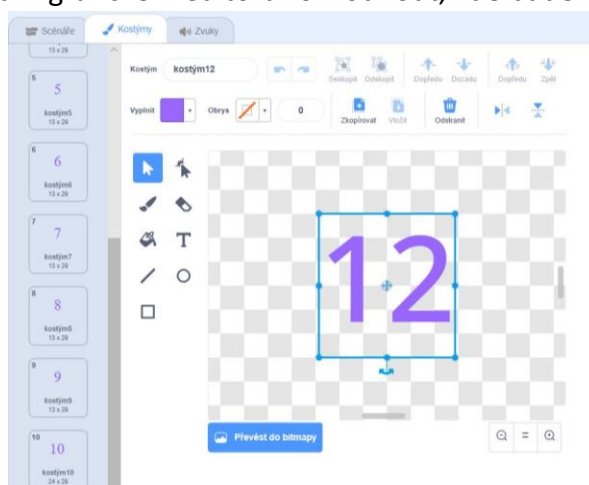 Scénáře Kostýmy Zvuky
13 x 28
Kostým kostým12
Seskupit Odskupit Dopředu Dozadu Dopředu Zpět
Vyplnit Obrys 0
Zkopírovat Vložit Odstranit
5
5
kostým5
13 x 28
6
6
kostým6
13 x 28
7
7
kostým7
13 x 28
8
8
kostým8
13 x 28
9
9
kostým9
13 x 28
10
10
kostým10
24 x 28
T
12
Převést do bitmapy
=